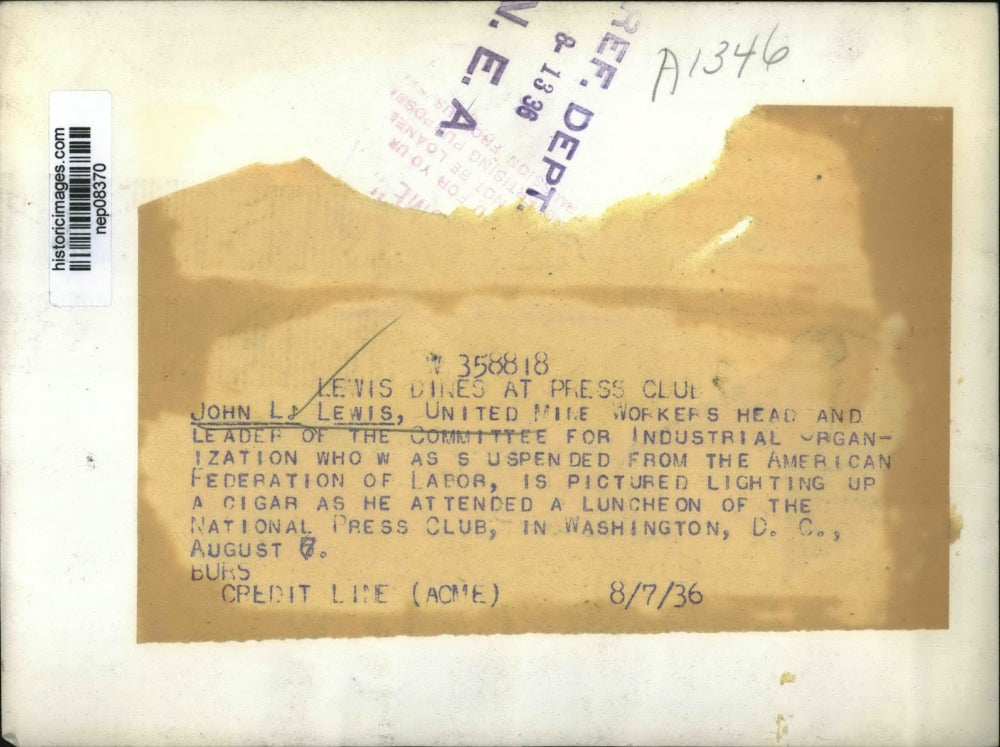 historicimages.com
nep08370
N. E. A.
REF. DEPT.
8 13 36
A1346
W 358818
LEWIS DINES AT PRESS CLUB
JOHN L. LEWIS, UNITED MINE WORKERS HEAD AND
LEADER OF THE COMMITTEE FOR INDUSTRIAL ORGAN-
IZATION WHO W AS S USPENDED FROM THE AMERICAN
FEDERATION OF LABOR, IS PICTURED LIGHTING UP
A CIGAR AS HE ATTENDED A LUNCHEON OF THE
NATIONAL PRESS CLUB, IN WASHINGTON, D. C.,
AUGUST 7.
BURS
CREDIT LINE (ACME) 8/7/36